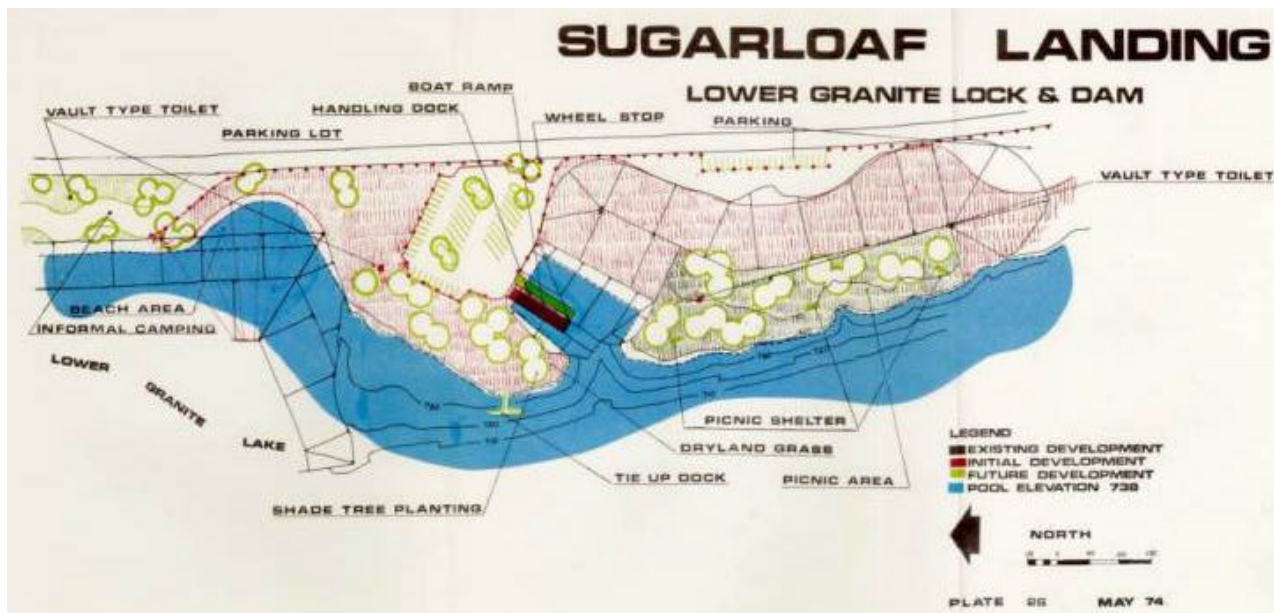 SUGARLOAF LANDING
LOWER GRANITE LOCK & DAM
BOAT RAMP
VAULT TYPE TOILET
HANDLING DOCK
WHEEL STOP
PARKING
PARKING LOT
VAULT TYPE TOILET
BEACH AREA
INFORMAL CAMPING
LOWER
GRANITE
LAKE
PICNIC SHELTER
DRYLAND GRASS
TIE UP DOCK
PICNIC AREA
SHADE TREE PLANTING
LEGEND
EXISTING DEVELOPMENT
INITIAL DEVELOPMENT
FUTURE DEVELOPMENT
POOL ELEVATION 738
NORTH
PLATE 26 MAY 74